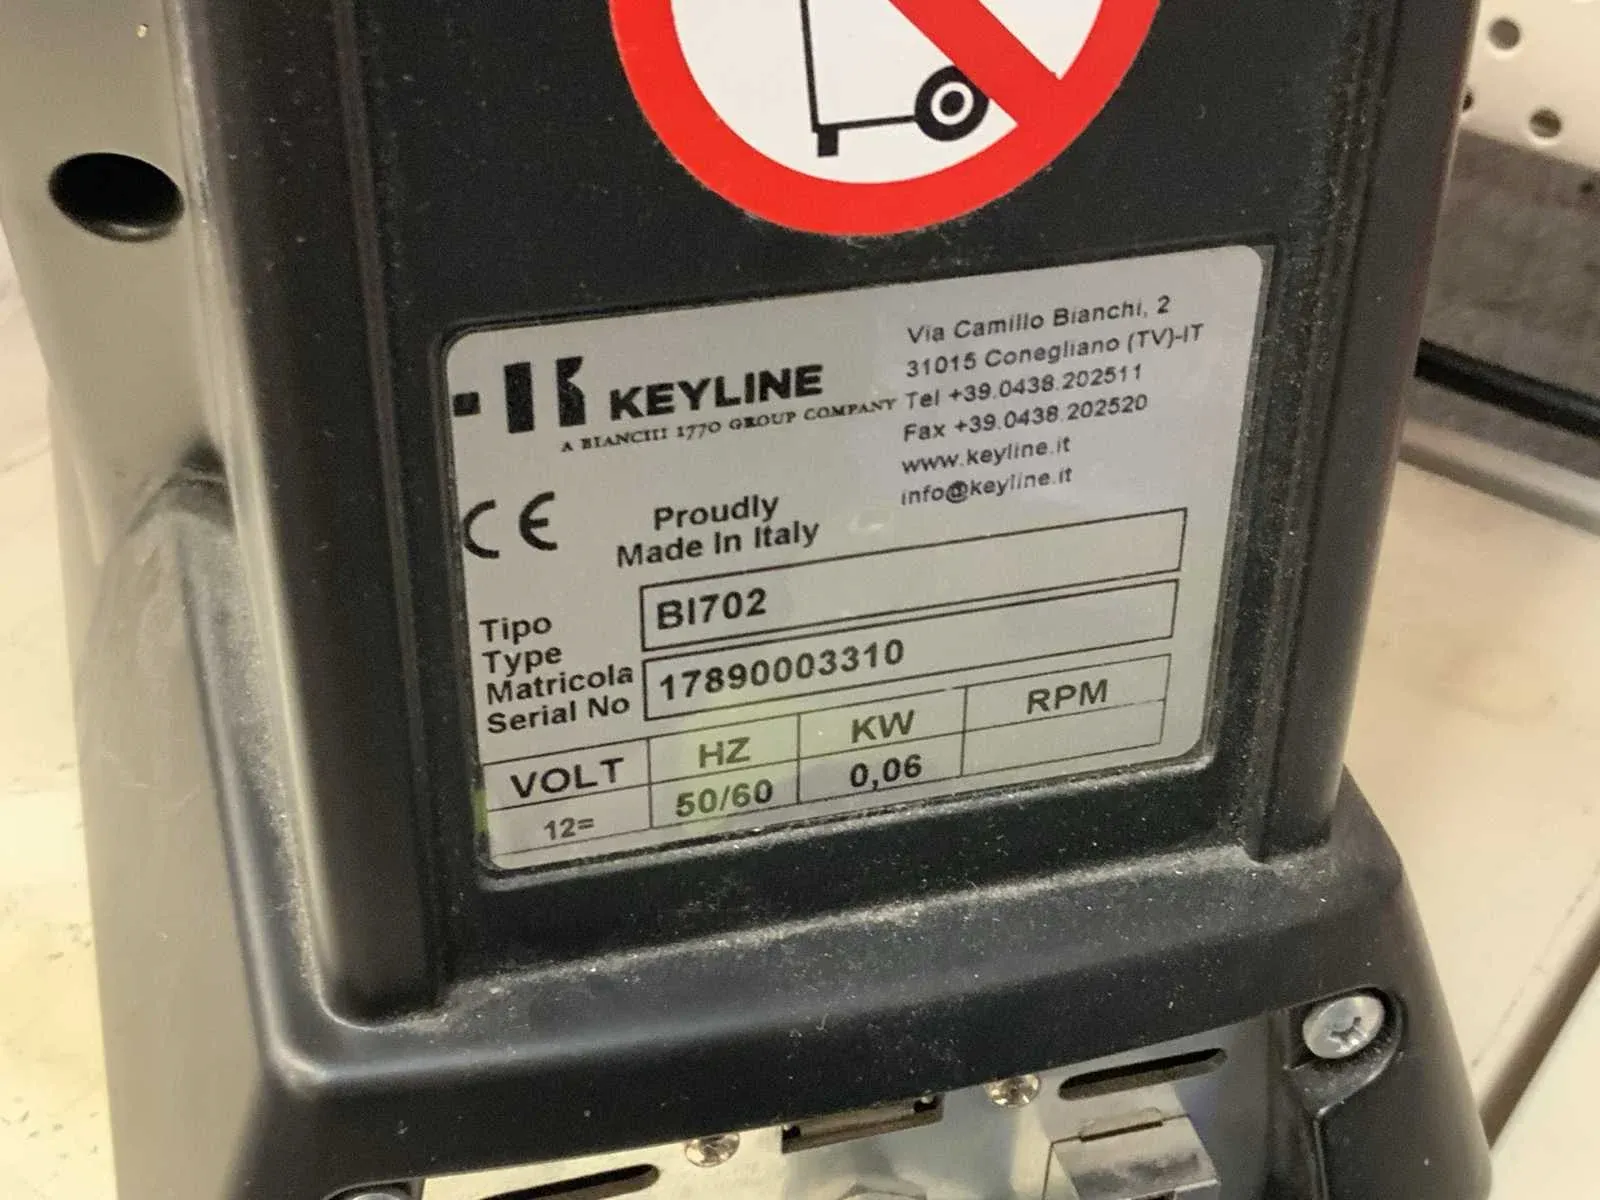 KEYLINE
A BIANCHI 1770 GROUP COMPANY
Via Camillo Bianchi, 2
31015 Conegliano (TV)-IT
Tel +39.0438.202511
Fax +39.0438.202520
www.keyline.it
info@keyline.it
CE
Proudly
Made In Italy
Tipo
Type
BI702
Matricola
Serial No
17890003310
VOLT HZ KW RPM
12= 50/60 0,06